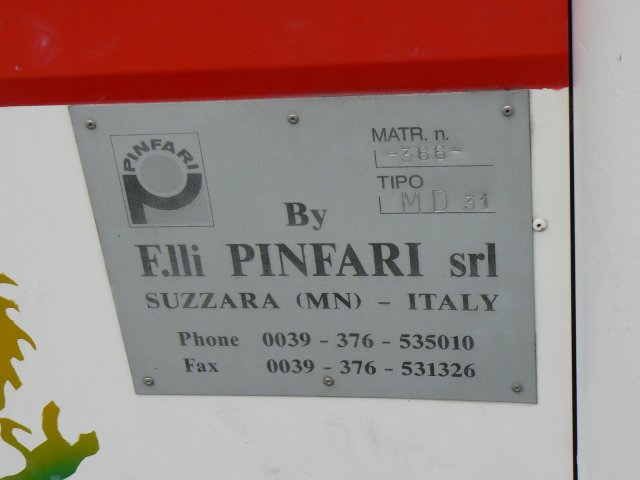 PINFARI
MATR. n.
-366-
TIPO
MD 31
By
F.lli PINFARI srl
SUZZARA (MN) - ITALY
Phone 0039 - 376 - 535010
Fax 0039 - 376 - 531326